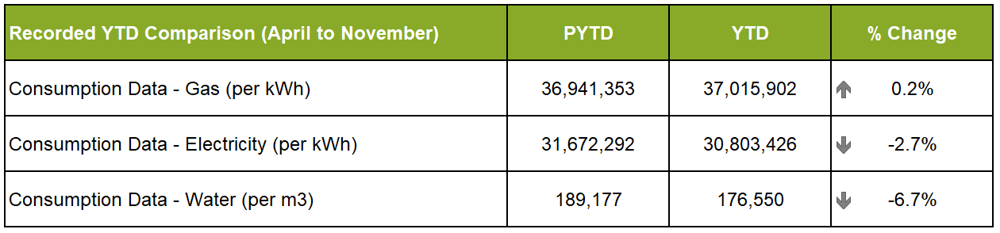 Recorded YTD Comparison (April to November) PYTD YTD % Change
Consumption Data - Gas (per kWh) 36,941,353 37,015,902 0.2%
Consumption Data - Electricity (per kWh) 31,672,292 30,803,426 -2.7%
Consumption Data - Water (per m3) 189,177 176,550 -6.7%